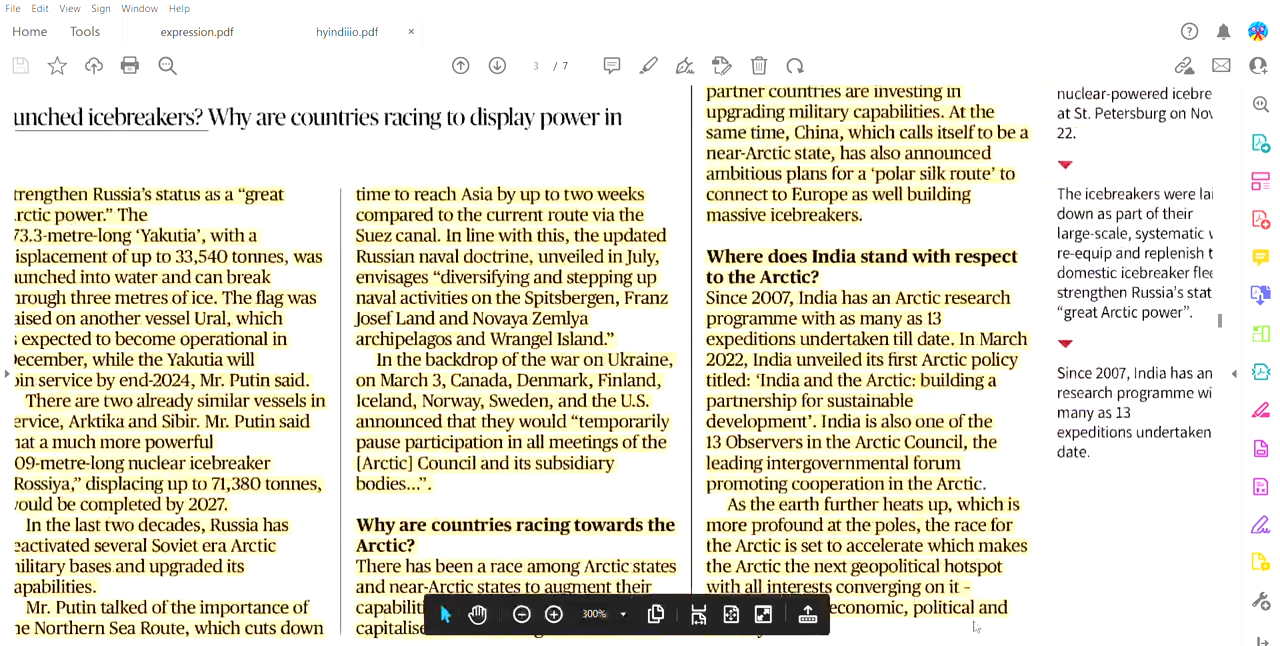 File Edit View Sign Window Help
Home Tools expression.pdf hyindiiio.pdf ×
3 / 7
unched icebreakers? Why are countries racing to display power in
trengthen Russia's status as a "great
rctic power." The
73.3-metre-long 'Yakutia', with a
isplacement of up to 33,540 tonnes, was
aunched into water and can break
hrough three metres of ice. The flag was
aised on another vessel Ural, which
s expected to become operational in
December, while the Yakutia will
oin service by end-2024, Mr. Putin said.
There are two already similar vessels in
ervice, Arktika and Sibir. Mr. Putin said
hat a much more powerful
09-metre-long nuclear icebreaker
Rossiya," displacing up to 71,380 tonnes,
would be completed by 2027.
In the last two decades, Russia has
eactivated several Soviet era Arctic
military bases and upgraded its
apabilities.
Mr. Putin talked of the importance of
he Northern Sea Route, which cuts down
time to reach Asia by up to two weeks
compared to the current route via the
Suez canal. In line with this, the updated
Russian naval doctrine, unveiled in July,
envisages "diversifying and stepping up
naval activities on the Spitsbergen, Franz
Josef Land and Novaya Zemlya
archipelagos and Wrangel Island."
In the backdrop of the war on Ukraine,
on March 3, Canada, Denmark, Finland,
Iceland, Norway, Sweden, and the U.S.
announced that they would "temporarily
pause participation in all meetings of the
[Arctic] Council and its subsidiary
bodies...".
Why are countries racing towards the
Arctic?
There has been a race among Arctic states
and near-Arctic states to augment their
capabiliti
capitalise
partner countries are investing in
upgrading military capabilities. At the
same time, China, which calls itself to be a
near-Arctic state, has also announced
ambitious plans for a 'polar silk route' to
connect to Europe as well building
massive icebreakers.
Where does India stand with respect
to the Arctic?
Since 2007, India has an Arctic research
programme with as many as 13
expeditions undertaken till date. In March
2022, India unveiled its first Arctic policy
titled: 'India and the Arctic: building a
partnership for sustainable
development'. India is also one of the
13 Observers in the Arctic Council, the
leading intergovernmental forum
promoting cooperation in the Arctic.
As the earth further heats up, which is
more profound at the poles, the race for
the Arctic is set to accelerate which makes
the Arctic the next geopolitical hotspot
with all interests converging on it –
economic, political and
nuclear-powered icebre
at St. Petersburg on Nov
22.
The icebreakers were lai
down as part of their
large-scale, systematic w
re-equip and replenish t
domestic icebreaker flee
strengthen Russia's stat
"great Arctic power".
Since 2007, India has an
research programme wi
many as 13
expeditions undertaken
date.
300%